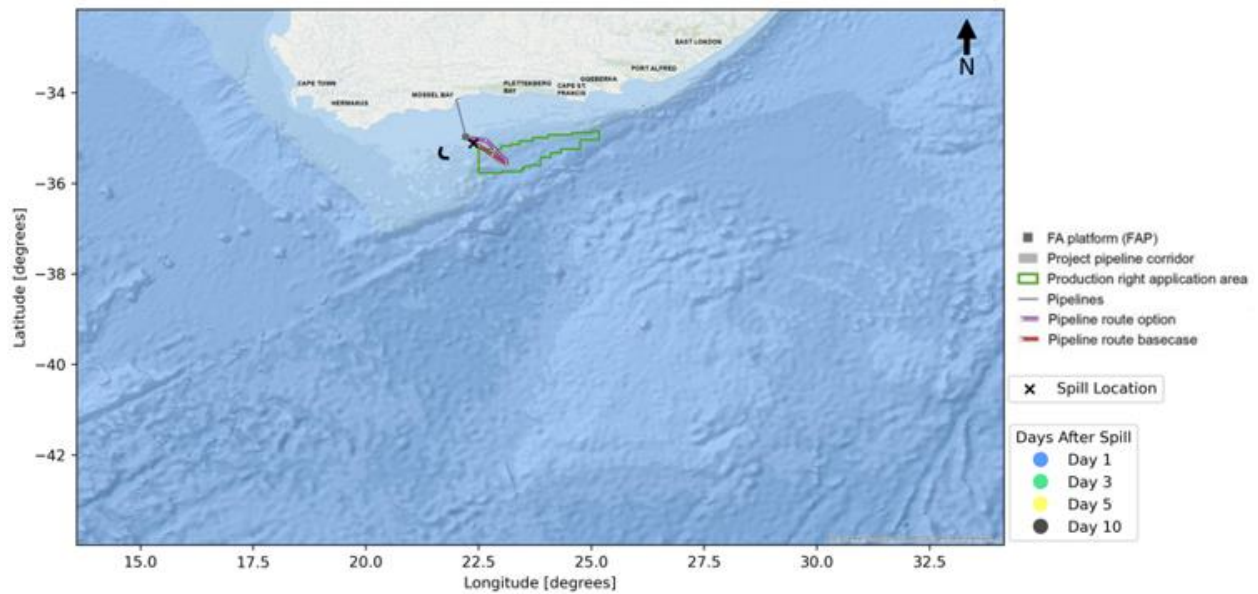 N
EAST LONDON
PORT ALFRED
GQEBERHA
CAPE TOWN
HERMANUS
MOSSEL BAY
PLETTENBERG
BAY
CAPE ST.
FRANCIS
−34
−36
−38
−40
−42
Latitude [degrees]
15.0
17.5
20.0
22.5
25.0
27.5
30.0
32.5
Longitude [degrees]
FA platform (FAP)
Project pipeline corridor
Production right application area
Pipelines
Pipeline route option
Pipeline route basecase
Spill Location
Days After Spill
Day 1
Day 3
Day 5
Day 10